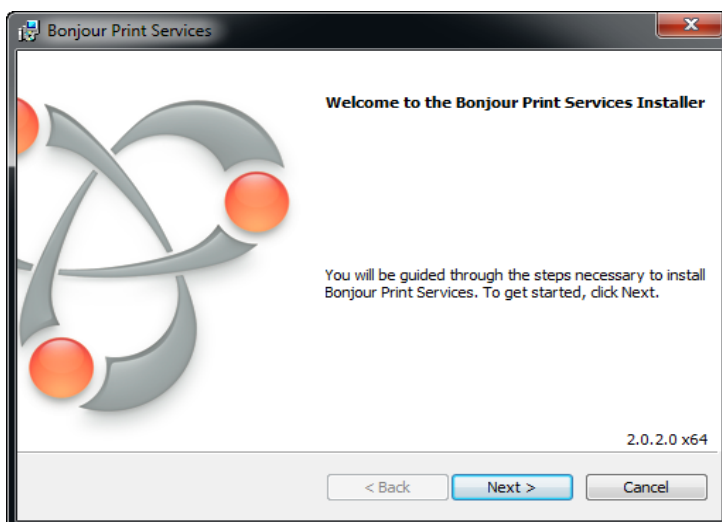 Bonjour Print Services
Welcome to the Bonjour Print Services Installer
You will be guided through the steps necessary to install
Bonjour Print Services. To get started, click Next.
2.0.2.0 x64
< Back Next > Cancel